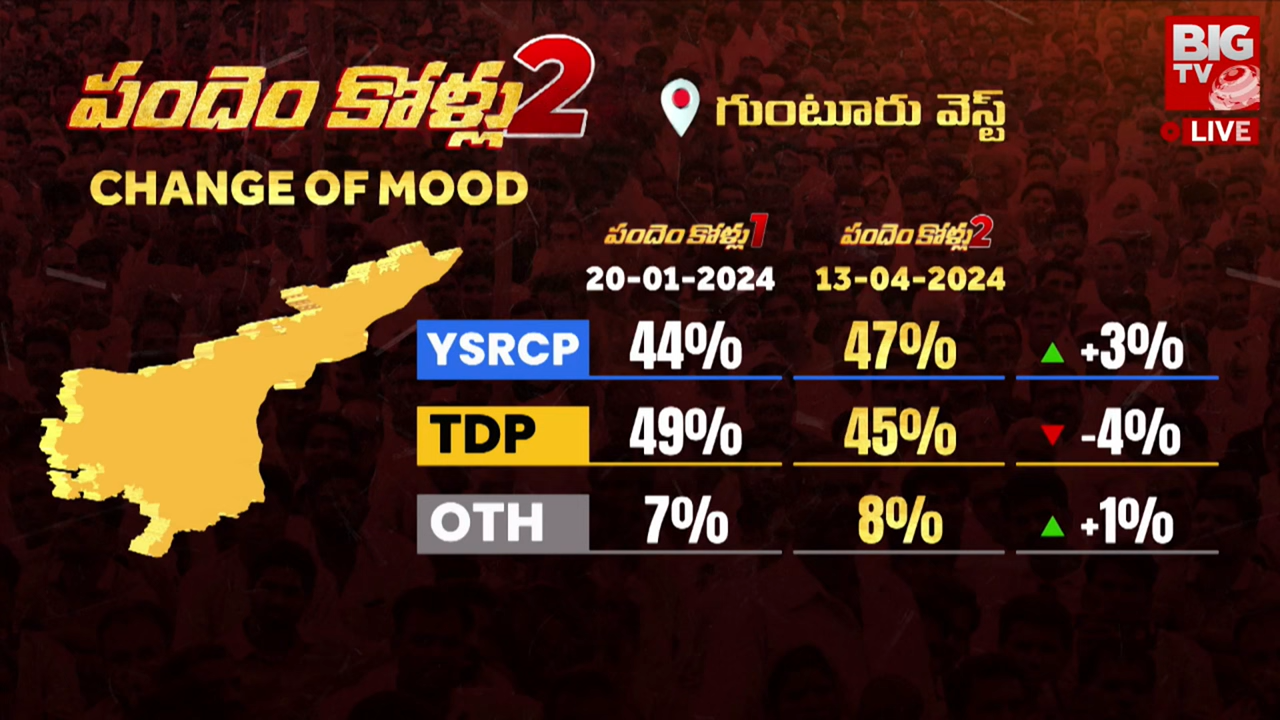 పందెం కోళ్లు 2
CHANGE OF MOOD
గుంటూరు వెస్ట్
BIG
TV
LIVE
పందెం కోళ్లు 1 పందెం కోళ్లు 2
20-01-2024 13-04-2024
YSRCP 44% 47% +3%
TDP 49% 45% -4%
OTH 7% 8% +1%